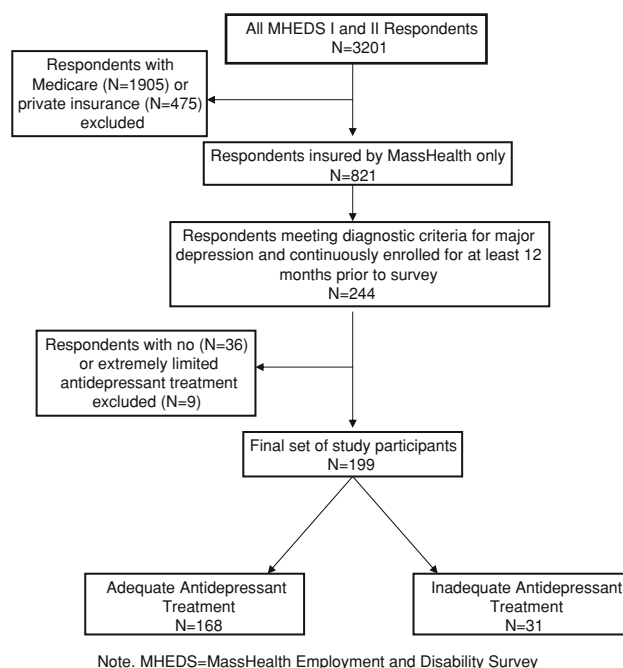 All MHEDS I and II Respondents
N=3201
Respondents with
Medicare (N=1905) or
private insurance (N=475)
excluded
Respondents insured by MassHealth only
N=821
Respondents meeting diagnostic criteria for major
depression and continuously enrolled for at least 12
months prior to survey
N=244
Respondents with no (N=36)
or extremely limited
antidepressant treatment
excluded (N=9)
Final set of study participants
N=199
Adequate Antidepressant
Treatment
N=168
Inadequate Antidepressant
Treatment
N=31
Note. MHEDS=MassHealth Employment and Disability Survey